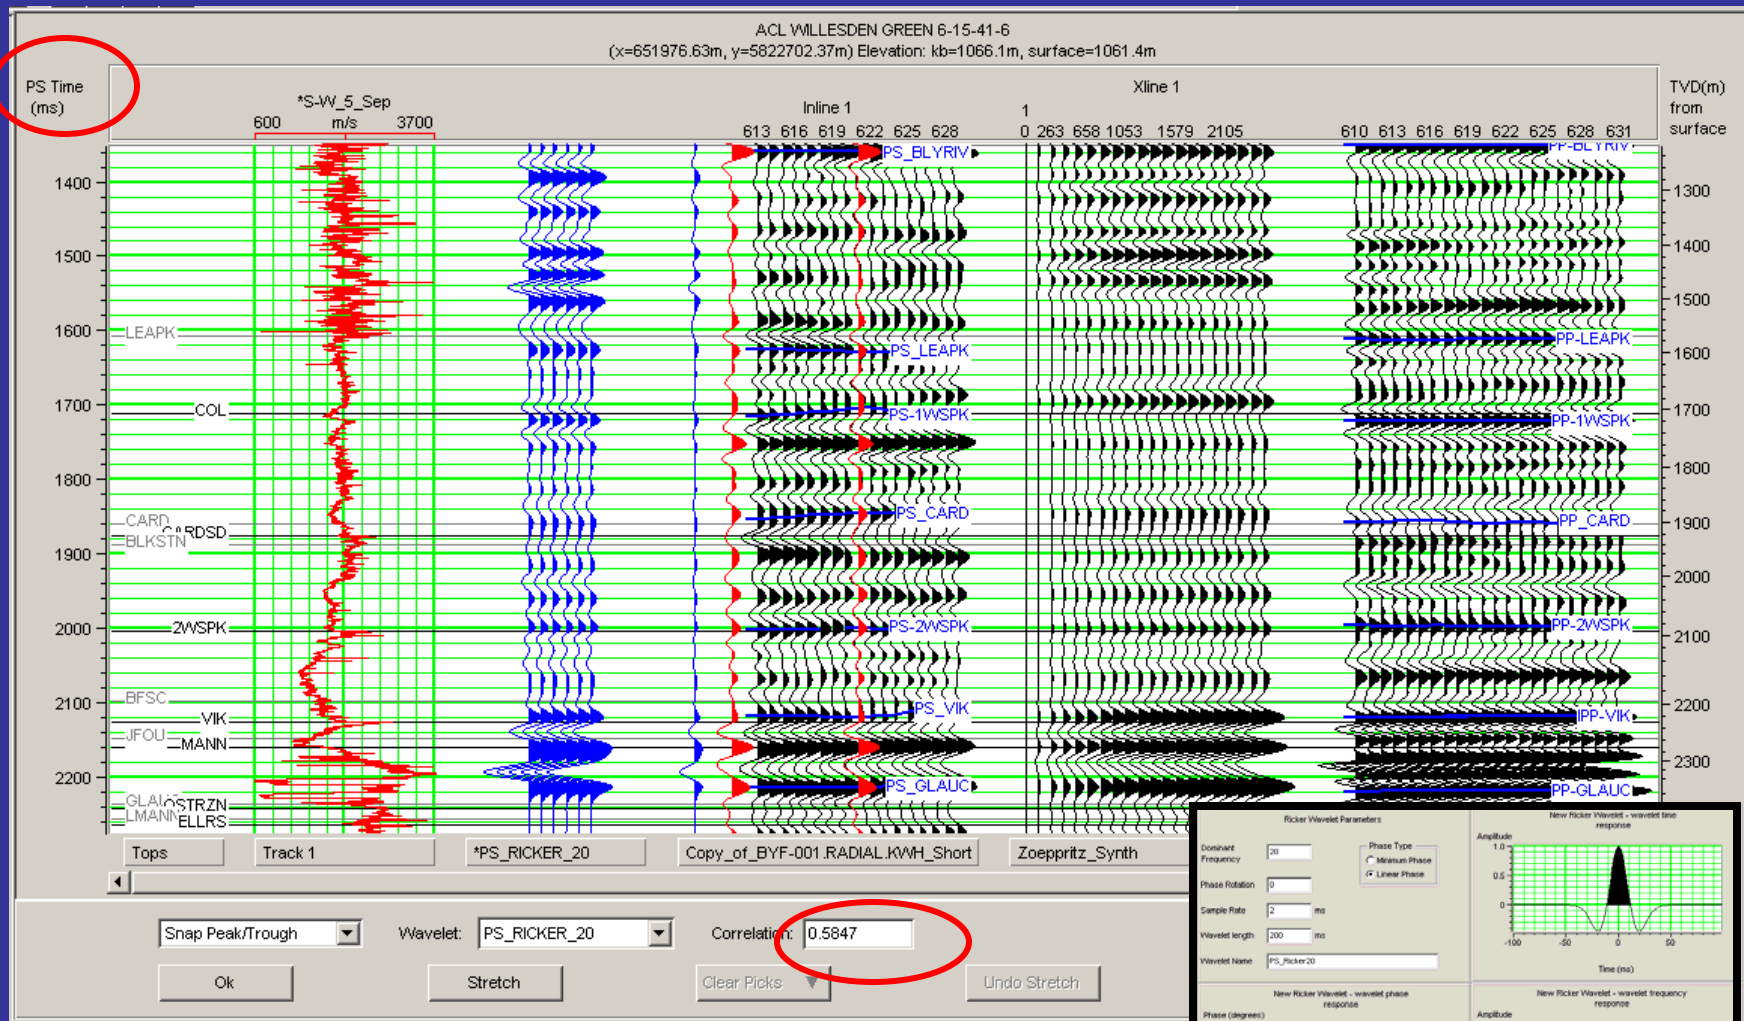 ACL WILLESDEN GREEN 6-15-41-6
(x=651976.63m, y=5822702.37m) Elevation: kb=1066.1m, surface=1061.4m
PS Time
(ms)
*S-W_5_Sep
600 m/s 3700
Inline 1
613 616 619 622 625 628
Xline 1
1
0 263 658 1053 1579 2105
610 613 616 619 622 625 628 631
TVD(m)
from
surface
1400
1500
1600
1700
1800
1900
2000
2100
2200
LEAPK
COL
CARD
CARDSD
BLKSTN
2WSPK
BFSC
VIK
JFOU
MANN
GLAUC
OSTRZN
LMANN
ELLRS
PS_BLYRIV
PS_LEAPK
PS-1WSPK
PS_CARD
PS-2WSPK
PS_VIK
PS_GLAUC
PP-BLYRIV
PP-LEAPK
PP-1WSPK
PP_CARD
PP-2WSPK
PP-VIK
PP-GLAUC
1300
1400
1500
1600
1700
1800
1900
2000
2100
2200
2300
Tops
Track 1
*PS_RICKER_20
Copy_of_BYF-001.RADIAL.KWH_Short
Zoeppritz_Synth
Snap Peak/Trough
Wavelet: PS_RICKER_20
Correlation: 0.5847
Ok
Stretch
Clear Picks
Undo Stretch
Ricker Wavelet Parameters
Dominant
Frequency
20
Phase Type
Minimum Phase
Linear Phase
Phase Rotation 0
Sample Rate 2 ms
Wavelet length 200 ms
Wavelet Name PS_Ricker20
New Ricker Wavelet - wavelet time
response
Amplitude
1.0
0.5
0
-100 -50 0 50
Time (ms)
New Ricker Wavelet - wavelet phase
response
Phase (degrees)
New Ricker Wavelet - wavelet frequency
response
Amplitude